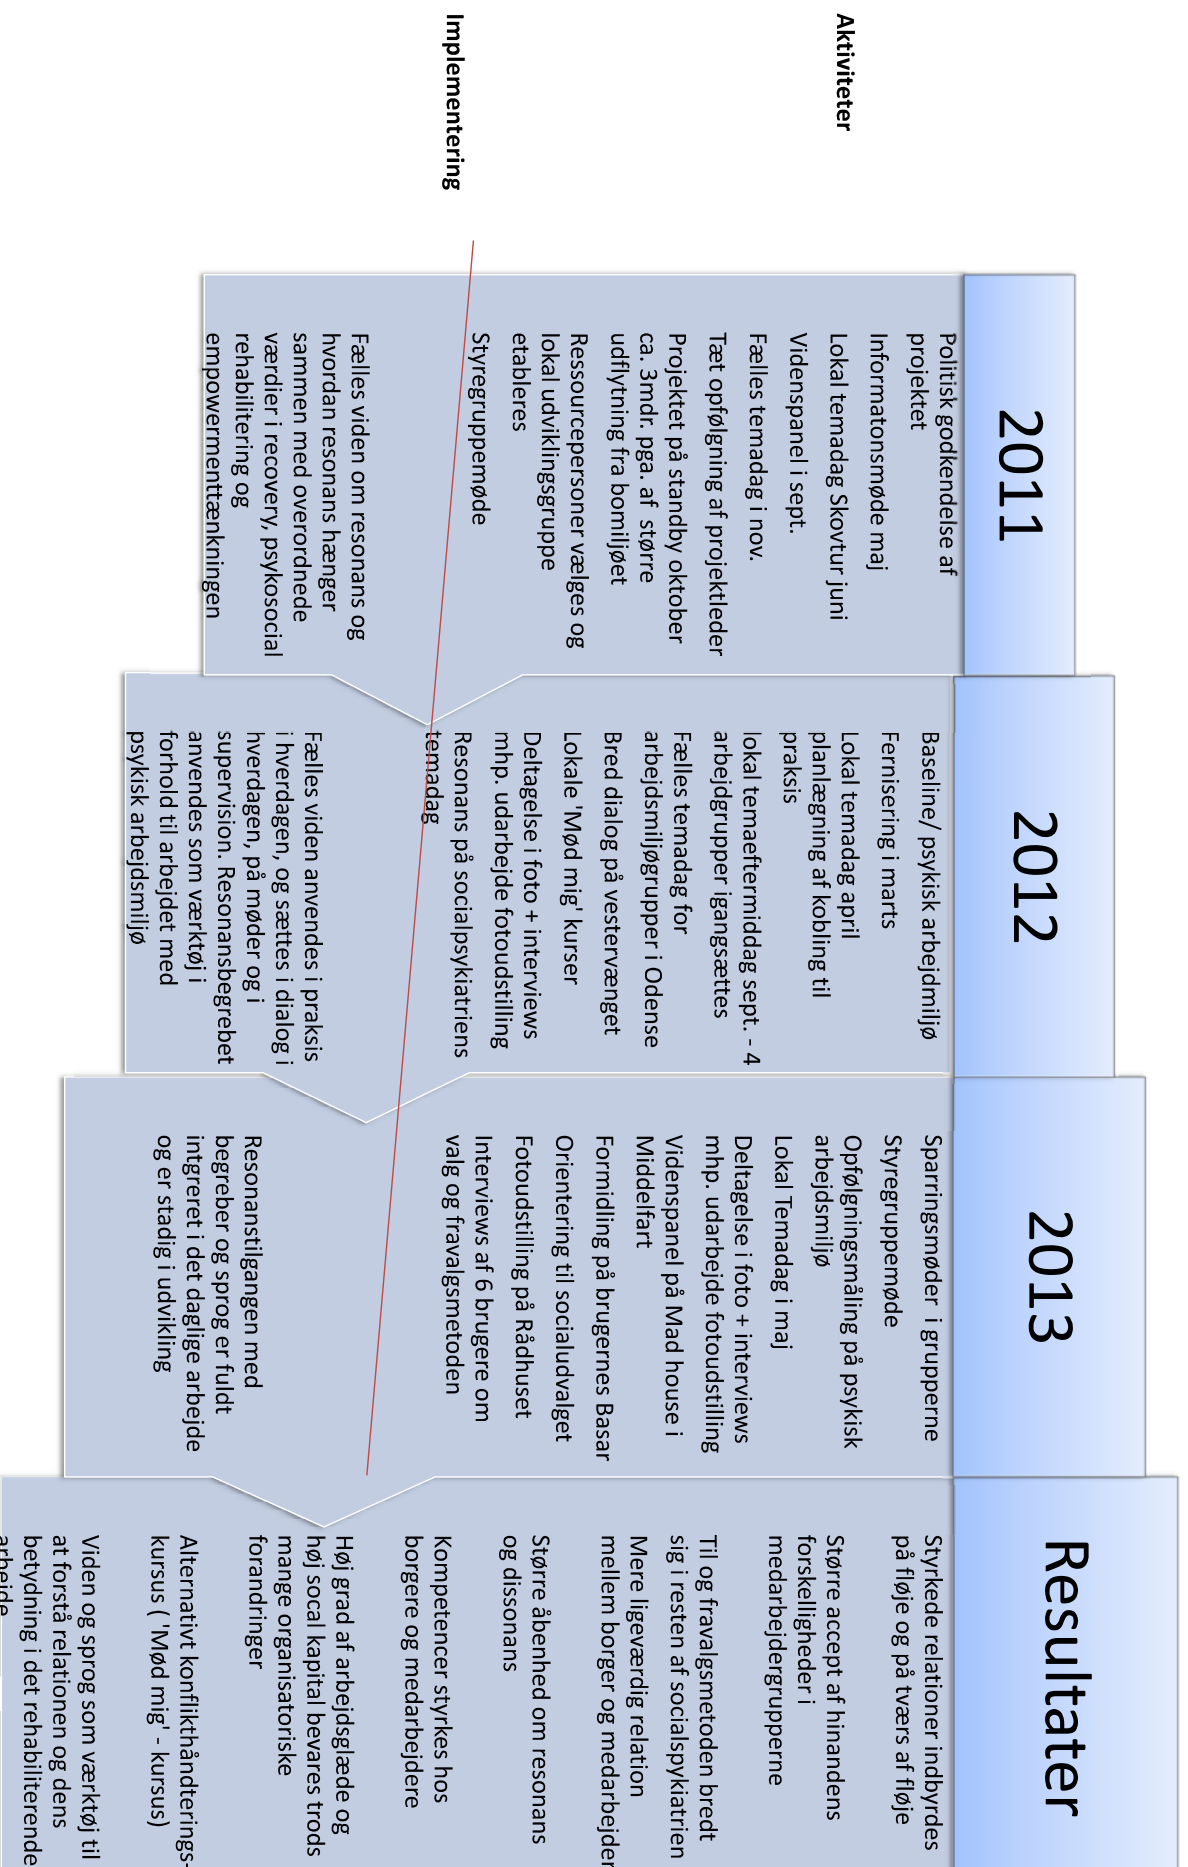 Aktiviteter
Implementering
2011
Politisk godkendelse af
projektet
Informatonsmøde maj
Lokal temadag Skovtur juni
Videnspanel i sept.
Fælles temadag i nov.
Tæt opfølgning af projektleder
Projektet på standby oktober
ca. 3mdr. pga. af større
udflytning fra bomiljøet
Ressourcepersoner vælges og
lokal udviklingsgruppe
etableres
Styregruppemøde
Fælles viden om resonans og
hvordan resonans hænger
sammen med overordnede
værdier i recovery, psykosocial
rehabilitering og
empowermenttænkningen
2012
Baseline/ psykisk arbejdmiljø
Fernisering i marts
Lokal temadag april
planlægning af kobling til
praksis
lokal temaeftermiddag sept. - 4
arbejdgrupper igangsættes
Fælles temadag for
arbejdsmiljøgrupper i Odense
Bred dialog på vestervænget
Lokale 'Mød mig' kurser
Deltagelse i foto + interviews
mhp. udarbejde fotoudstilling
Resonans på socialpsykiatriens
temadag
Fælles viden anvendes i praksis
i hverdagen, og sættes i dialog i
hverdagen, på møder og i
supervision. Resonansbegrebet
anvendes som værktøj i
forhold til arbejdet med
psykisk arbejdsmiljø
2013
Sparringsmøder i grupperne
Styregruppemøde
Opfølgningsmåling på psykisk
arbejdsmiljø
Lokal Temadag i maj
Deltagelse i foto + interviews
mhp. udarbejde fotoudstilling
Videnspanel på Mad house i
Middelfart
Formidling på brugernes Basar
Orientering til socialudvalget
Fotoudstilling på Rådhuset
Interviews af 6 brugere om
valg og fravalgsmetoden
Resonanstilgangen med
begreber og sprog er fuldt
intgreret i det daglige arbejde
og er stadig i udvikling
Resultater
Styrkede relationer indbyrdes
på fløje og på tværs af fløje
Større accept af hinandens
forskelligheder i
medarbejdergrupperne
Til og fravalgsmetoden bredt
sig i resten af socialspykiatrien
Mere ligeværdig relation
mellem borger og medarbejder
Større åbenhed om resonans
og dissonans
Kompetencer styrkes hos
borgere og medarbejdere
Høj grad af arbejdsglæde og
høj socal kapital bevares trods
mange organisatoriske
forandringer
Alternativt konflikthåndterings-
kursus ( 'Mød mig' - kursus)
Viden og sprog som værktøj til
at forstå relationen og dens
betydning i det rehabiliterende
arbejde